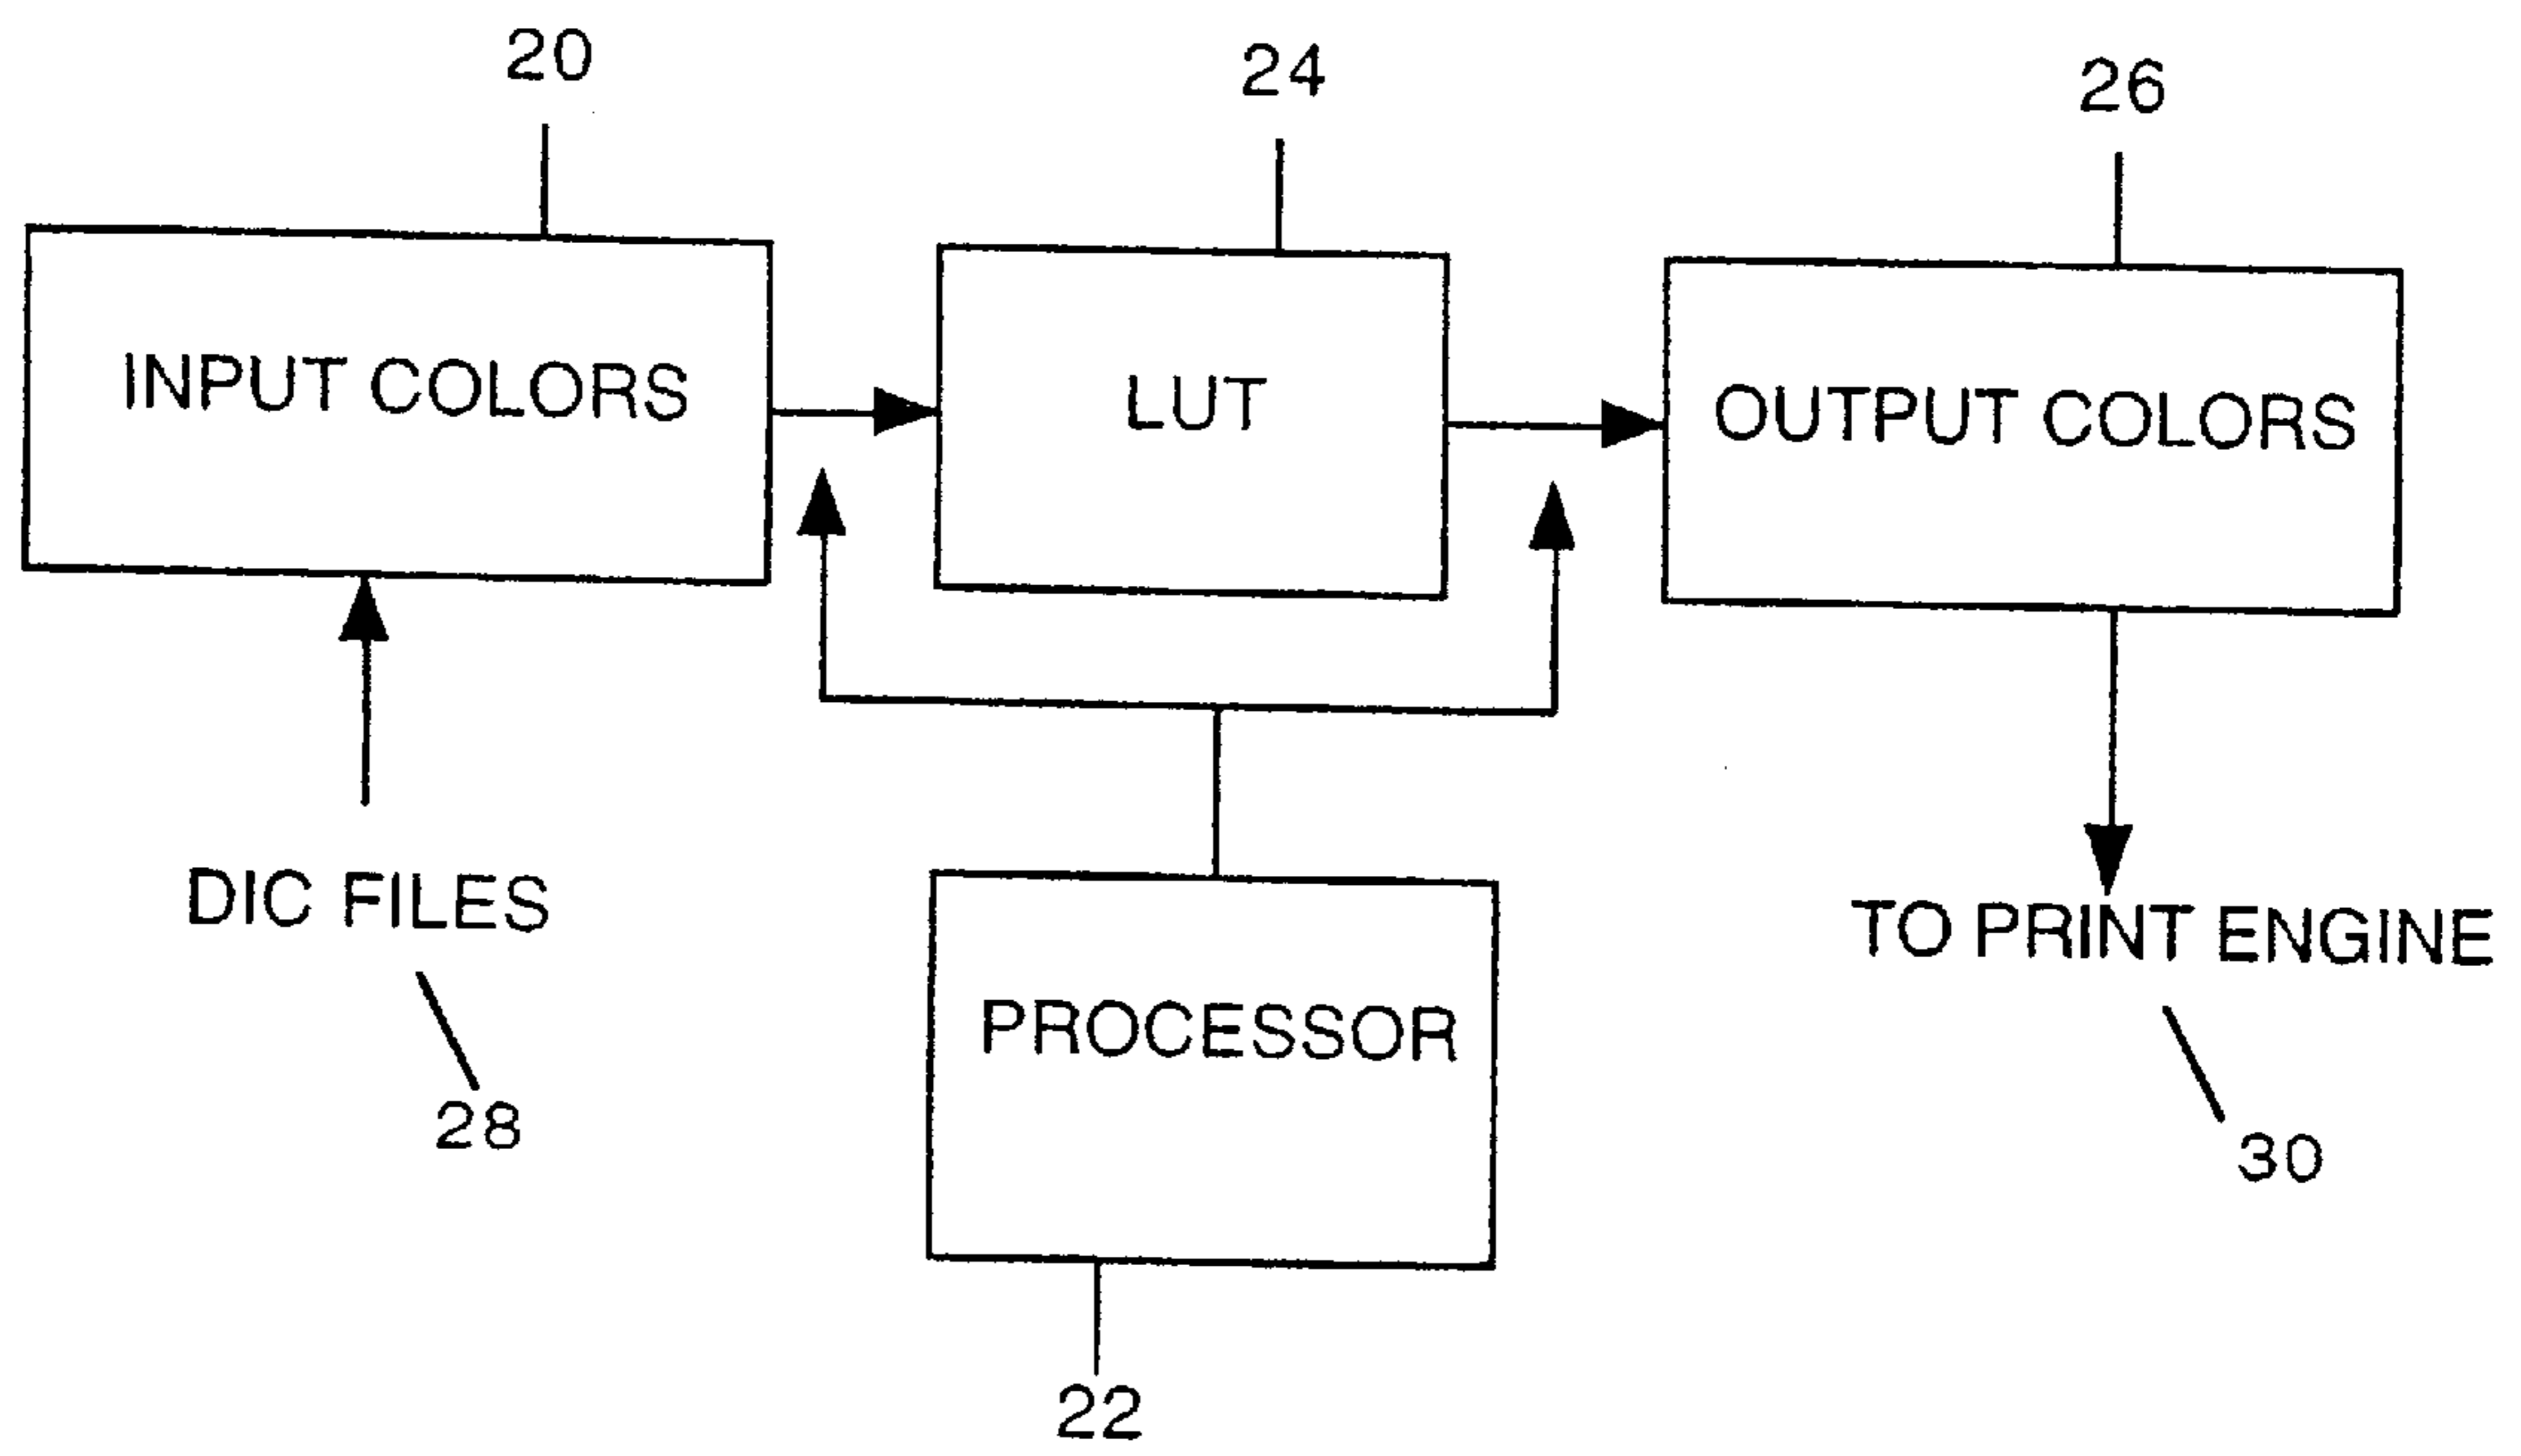 20
24
26
INPUT COLORS
LUT
OUTPUT COLORS
DIC FILES
TO PRINT ENGINE
PROCESSOR
28
30
22